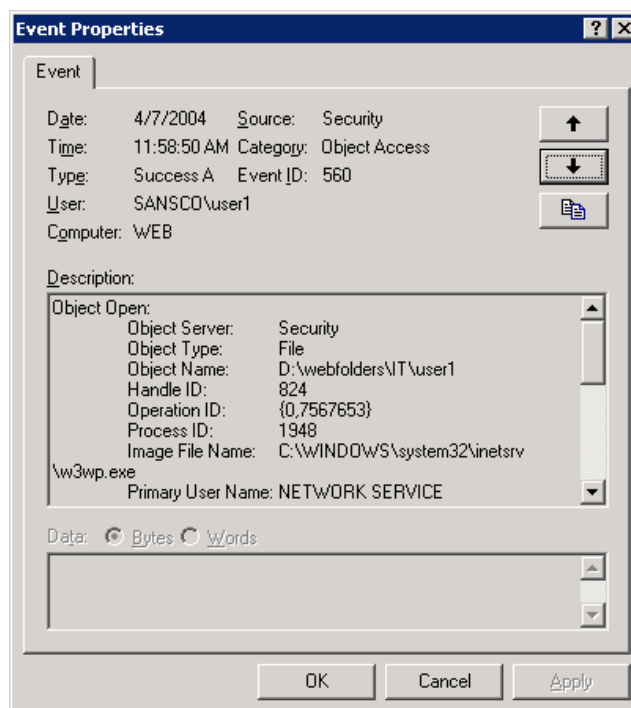 Event Properties
Event
Date: 4/7/2004 Source: Security
Time: 11:58:50 AM Category: Object Access
Type: Success A Event ID: 560
User: SANSCO\user1
Computer: WEB
Description:
Object Open:
Object Server: Security
Object Type: File
Object Name: D:\webfolders\IT\user1
Handle ID: 824
Operation ID: {0,7567653}
Process ID: 1948
Image File Name: C:\WINDOWS\system32\inetsrv
\w3wp.exe
Primary User Name: NETWORK SERVICE
Data: Bytes Words
OK Cancel Apply